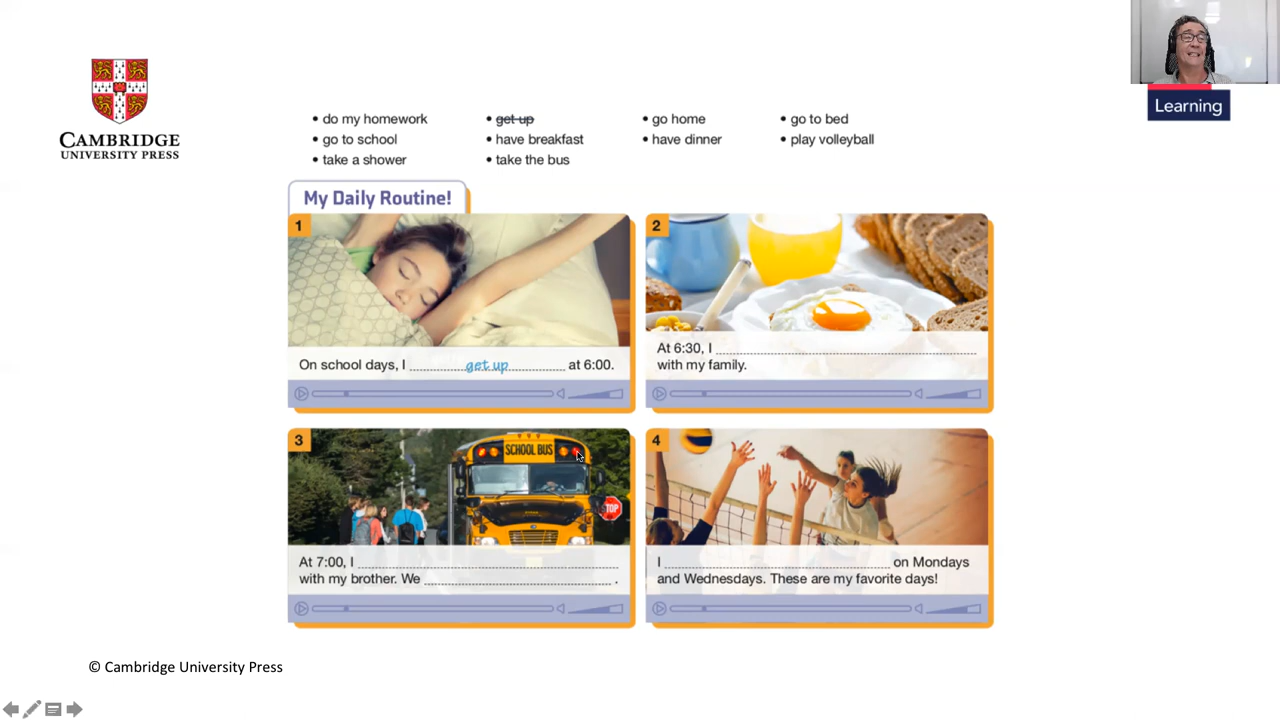 CAMBRIDGE
UNIVERSITY PRESS
Learning
• do my homework • get up • go home • go to bed
• go to school • have breakfast • have dinner • play volleyball
• take a shower • take the bus
My Daily Routine!
1
On school days, I get up at 6:00.
2
At 6:30, I
with my family.
3
SCHOOL BUS
STOP
At 7:00, I
with my brother. We .
4
I on Mondays
and Wednesdays. These are my favorite days!
© Cambridge University Press